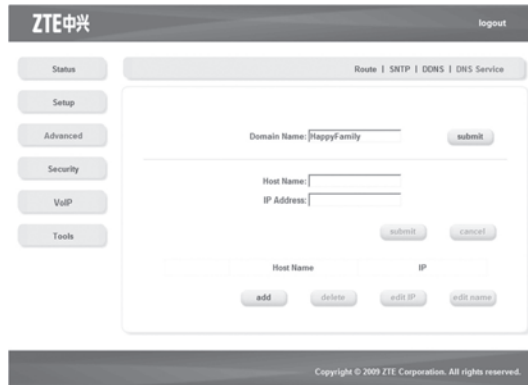 ZTE中兴
logout
Status
Route | SNTP | DDNS | DNS Service
Setup
Advanced
Domain Name: HappyFamily submit
Security
Host Name:
VoIP
IP Address:
Tools
submit cancel
Host Name IP
add delete edit IP edit name
Copyright © 2009 ZTE Corporation. All rights reserved.